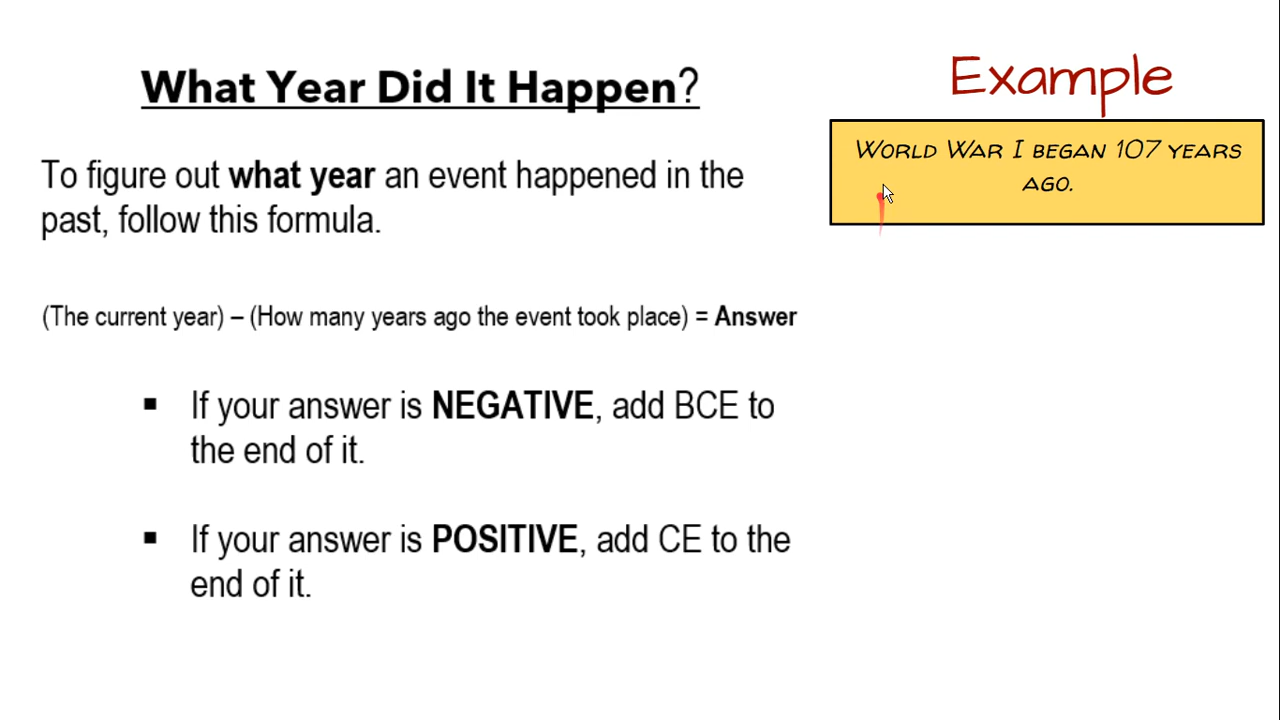 What Year Did It Happen?
To figure out what year an event happened in the
past, follow this formula.
(The current year) – (How many years ago the event took place) = Answer
▪ If your answer is NEGATIVE, add BCE to
the end of it.
▪ If your answer is POSITIVE, add CE to the
end of it.
Example
World War I began 107 years
ago.